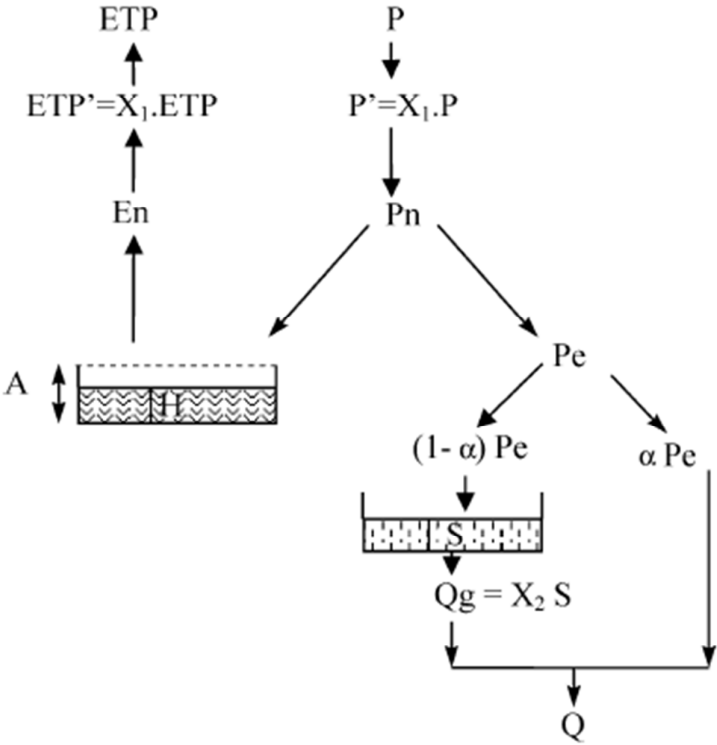 ETP
P
ETP’=X₁.ETP
P’=X₁.P
En
Pn
Pe
A
H
(1- α) Pe
α Pe
S
Qg = X₂ S
Q